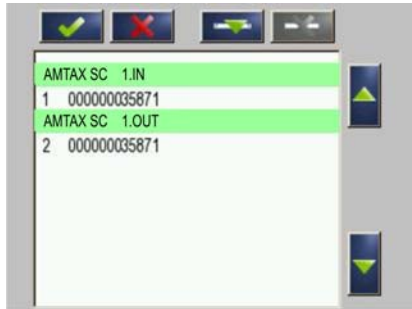 AMTAX SC 1.IN
1 000000035871
AMTAX SC 1.OUT
2 000000035871